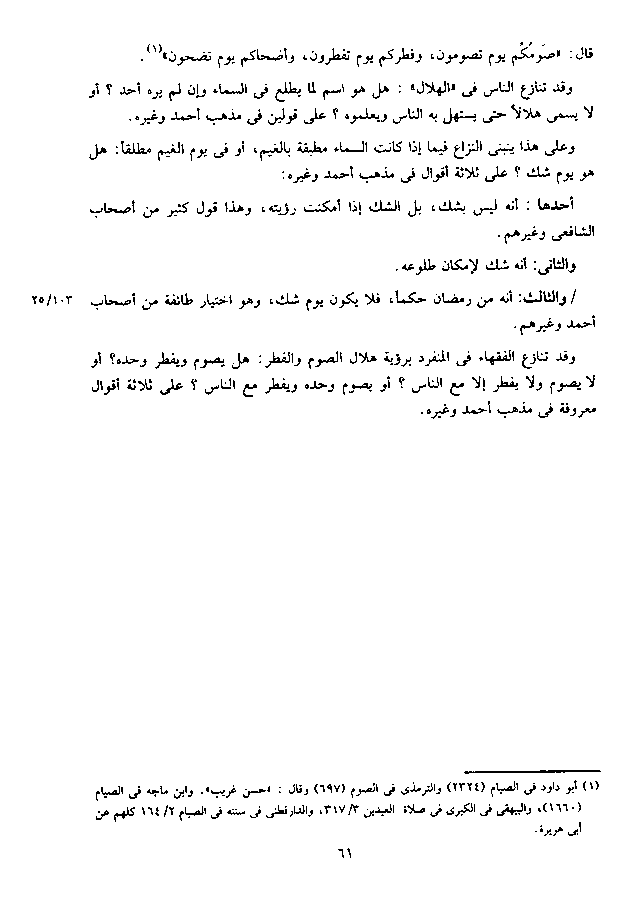 قال: «صَومُكُم يوم تصومون، وفطركم يوم تفطرون، وأضحاكم يوم تضحون»(١).
وقد تنازع الناس فى «الهلال» : هل هو اسم لما يطلع فى السماء وإن لم يره أحد ؟ أو
لا يسمى هلالاً حتى يستهل به الناس ويعلموه ؟ على قولين فى مذهب أحمد وغيره.
وعلى هذا ينبنى النزاع فيما إذا كانت السماء مطبقة بالغيم، أو فى يوم الغيم مطلقاً: هل
هو يوم شك ؟ على ثلاثة أقوال فى مذهب أحمد وغيره:
أحدها : أنه ليس بشك، بل الشك إذا أمكنت رؤيته، وهذا قول كثير من أصحاب
الشافعى وغيرهم.
والثانى: أنه شك لإمكان طلوعه.
/ والثالث: أنه من رمضان حكماً، فلا يكون يوم شك، وهو اختيار طائفة من أصحاب ٢٥/١٠٣
أحمد وغيرهم.
وقد تنازع الفقهاء فى المنفرد برؤية هلال الصوم والفطر: هل يصوم ويفطر وحده؟ أو
لا يصوم ولا يفطر إلا مع الناس ؟ أو يصوم وحده ويفطر مع الناس ؟ على ثلاثة أقوال
معروفة فى مذهب أحمد وغيره.
(١) أبو داود فى الصيام (٢٣٢٤) والترمذى فى الصوم (٦٩٧) وقال : «حسن غريب». وابن ماجه فى الصيام
(١٦٦٠)، والبيهقى فى الكبرى فى صلاة العيدين ٣/ ٣١٧، والدارقطنى فى سننه فى الصيام ٢/ ١٦٤ كلهم عن
أبى هريرة.
٦١